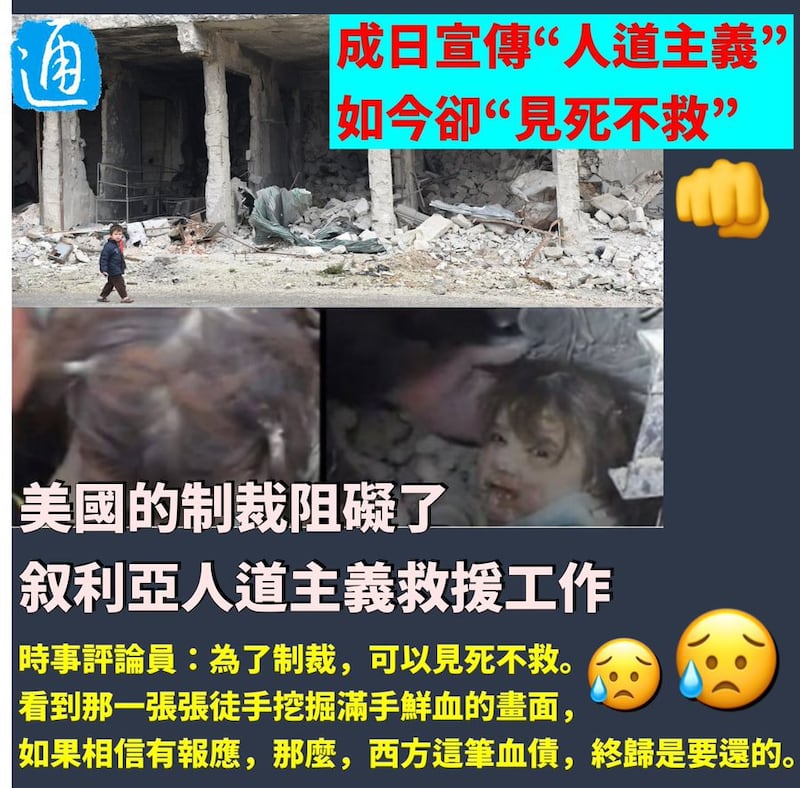 通
成日宣傳“人道主義”
如今卻“見死不救”
美國的制裁阻礙了
叙利亞人道主義救援工作
時事評論員：為了制裁，可以見死不救。
看到那一張張徒手挖掘滿手鮮血的畫面，
如果相信有報應，那麼，西方這筆血債，終歸是要還的。